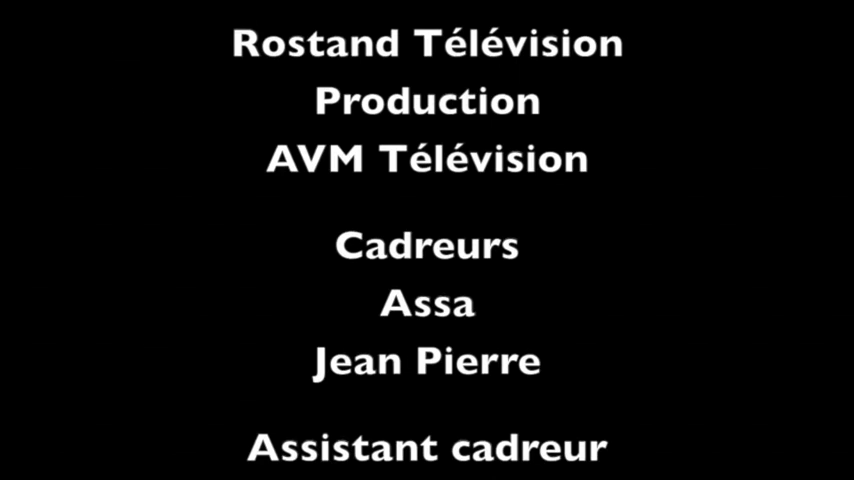 Rostand Télévision
Production
AVM Télévision
Cadreurs
Assa
Jean Pierre
Assistant cadreur